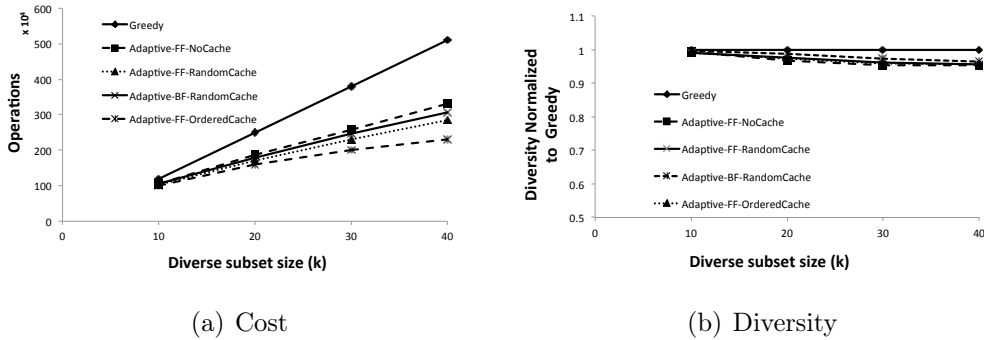 x 10⁶
600
500
400
300
200
100
0
Operations
Greedy
Adaptive-FF-NoCache
Adaptive-FF-RandomCache
Adaptive-BF-RandomCache
Adaptive-FF-OrderedCache
0
10
20
30
40
Diverse subset size (k)
(a) Cost
1.1
1
0.9
0.8
0.7
0.6
0.5
Diversity Normalized
to Greedy
Greedy
Adaptive-FF-NoCache
Adaptive-FF-RandomCache
Adaptive-BF-RandomCache
Adaptive-FF-OrderedCache
0
10
20
30
40
Diverse subset size (k)
(b) Diversity